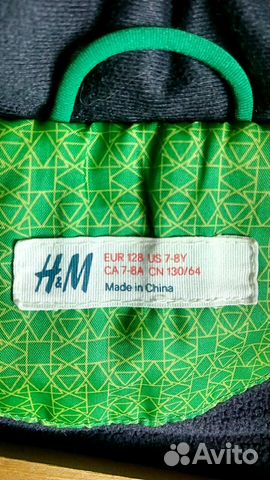 H&M
EUR 128 US 7-8Y
CA 7-8A CN 130/64
Made in China
Avito